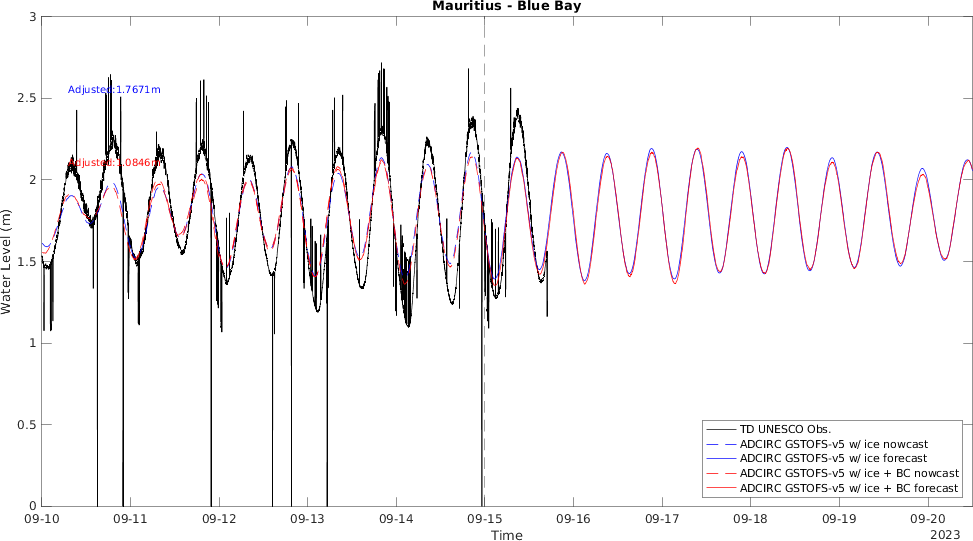 Mauritius - Blue Bay
Water Level (m)
3
2.5
2
1.5
1
0.5
0
Adjusted:1.7671m
Adjusted:1.0846m
TD UNESCO Obs.
ADCIRC GSTOFS-v5 w/ ice nowcast
ADCIRC GSTOFS-v5 w/ ice forecast
ADCIRC GSTOFS-v5 w/ ice + BC nowcast
ADCIRC GSTOFS-v5 w/ ice + BC forecast
09-10 09-11 09-12 09-13 09-14 09-15 09-16 09-17 09-18 09-19 09-20
Time
2023